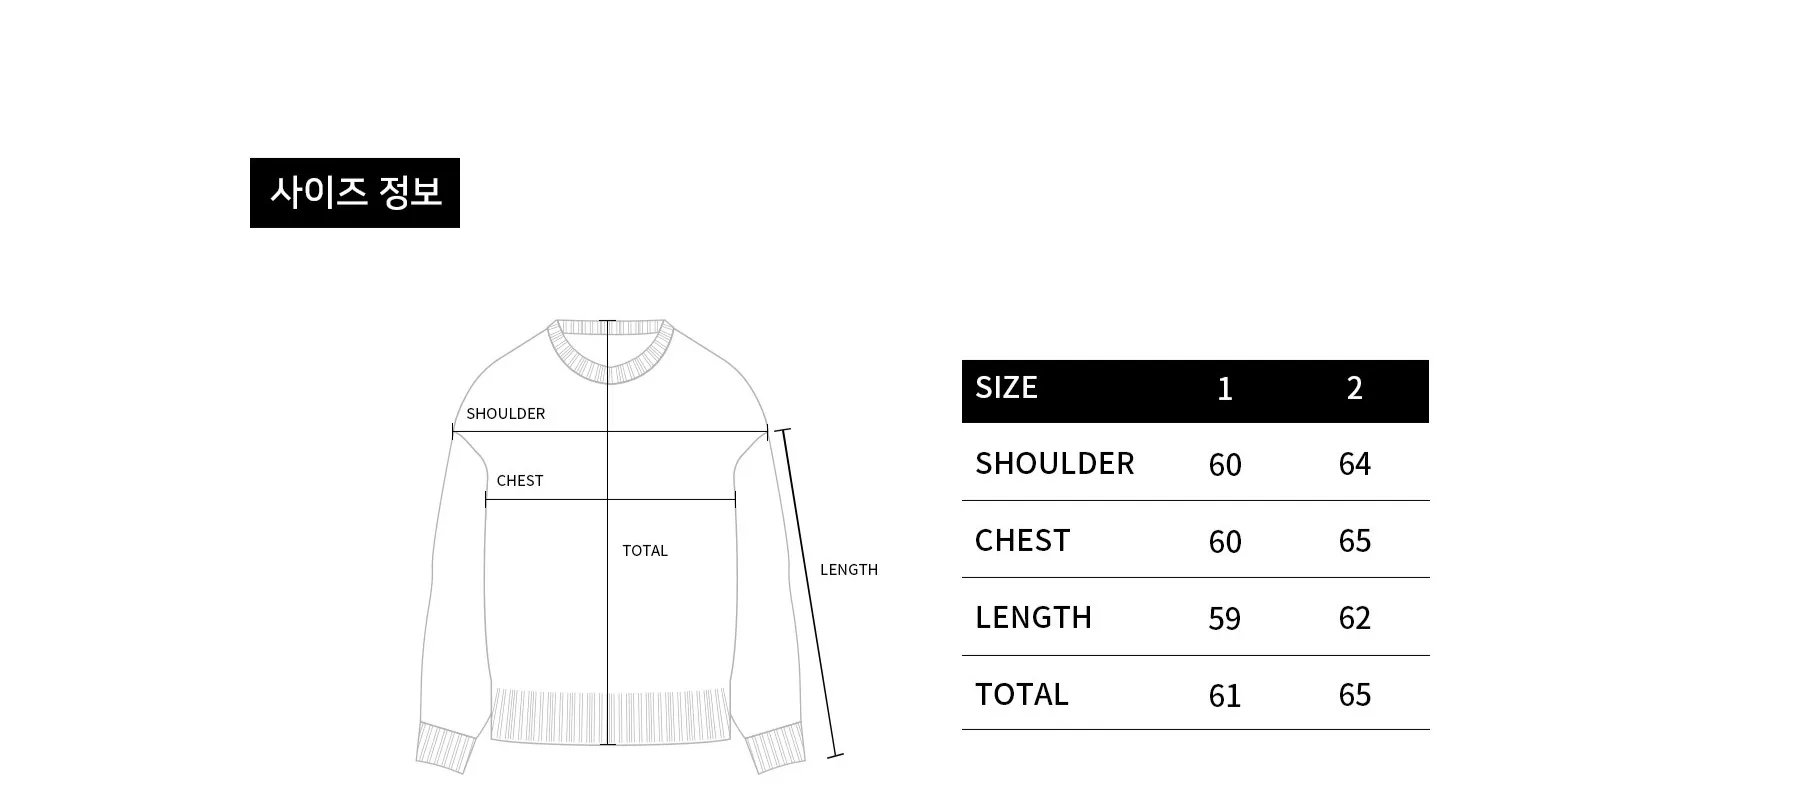 사이즈 정보
SHOULDER
CHEST
TOTAL
LENGTH
SIZE 1 2
SHOULDER 60 64
CHEST 60 65
LENGTH 59 62
TOTAL 61 65